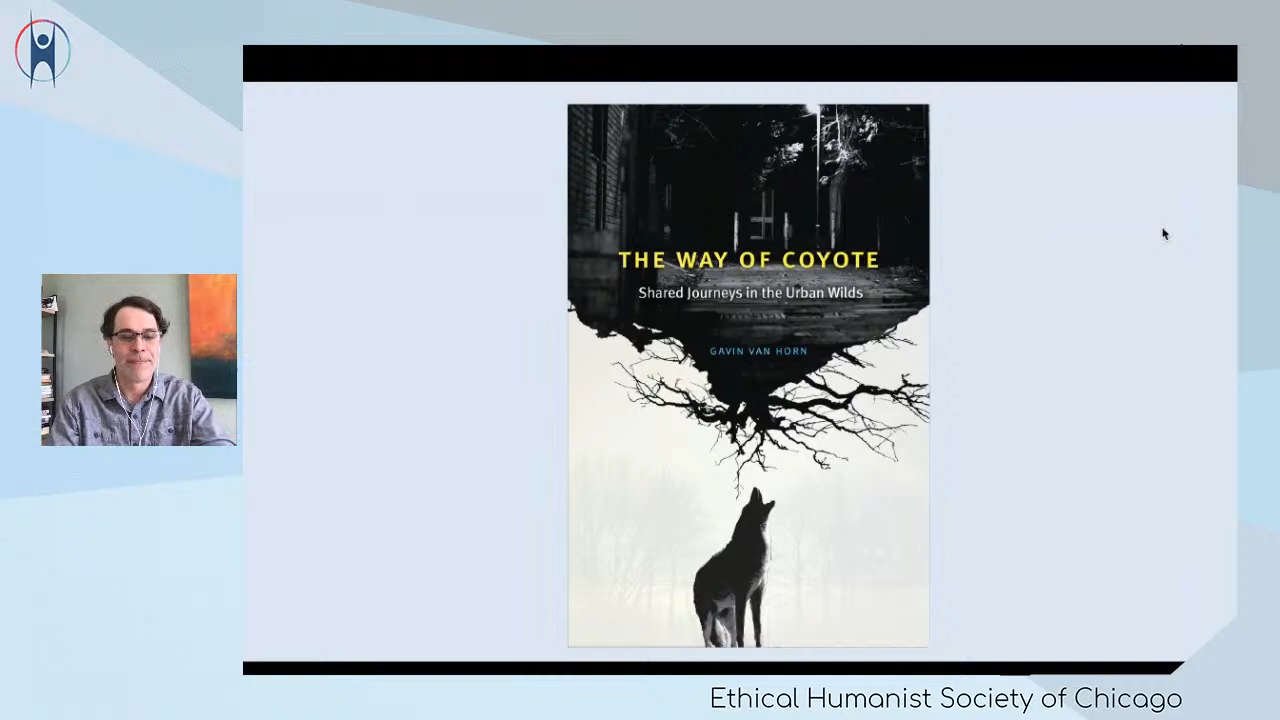 THE WAY OF COYOTE
Shared Journeys in the Urban Wilds
GAVIN VAN HORN
Ethical Humanist Society of Chicago